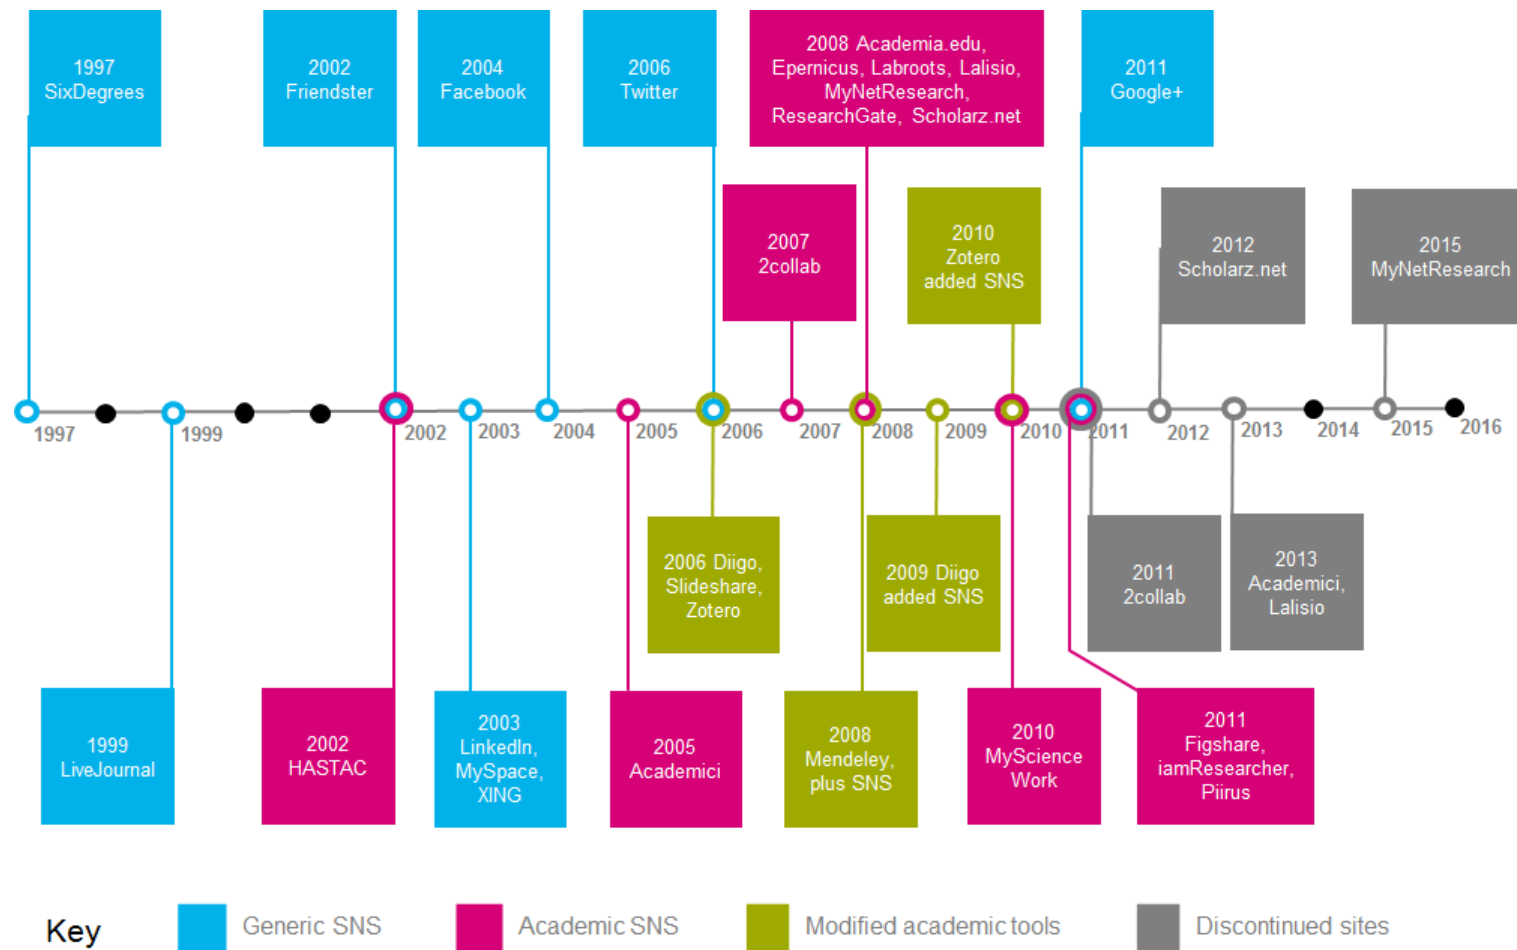 1997
SixDegrees
2002
Friendster
2004
Facebook
2006
Twitter
2008 Academia.edu,
Epernicus, Labroots, Lalisio,
MyNetResearch,
ResearchGate, Scholarz.net
2011
Google+
2007
2collab
2010
Zotero
added SNS
2012
Scholarz.net
2015
MyNetResearch
1997
1999
2002
2003
2004
2005
2006
2007
2008
2009
2010
2011
2012
2013
2014
2015
2016
2006 Diigo,
Slideshare,
Zotero
2009 Diigo
added SNS
2011
2collab
2013
Academici,
Lalisio
1999
LiveJournal
2002
HASTAC
2003
LinkedIn,
MySpace,
XING
2005
Academici
2008
Mendeley,
plus SNS
2010
MyScience
Work
2011
Figshare,
iamResearcher,
Piirus
Key
Generic SNS
Academic SNS
Modified academic tools
Discontinued sites